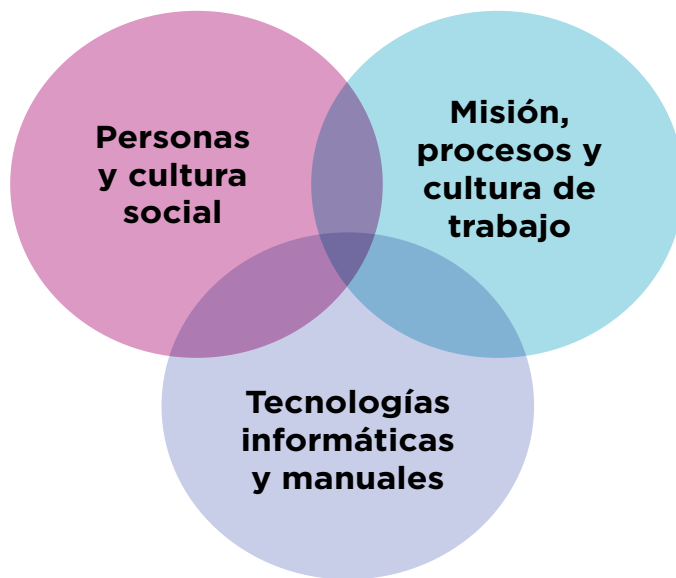 Personas
y cultura
social
Misión,
procesos y
cultura de
trabajo
Tecnologías
informáticas
y manuales